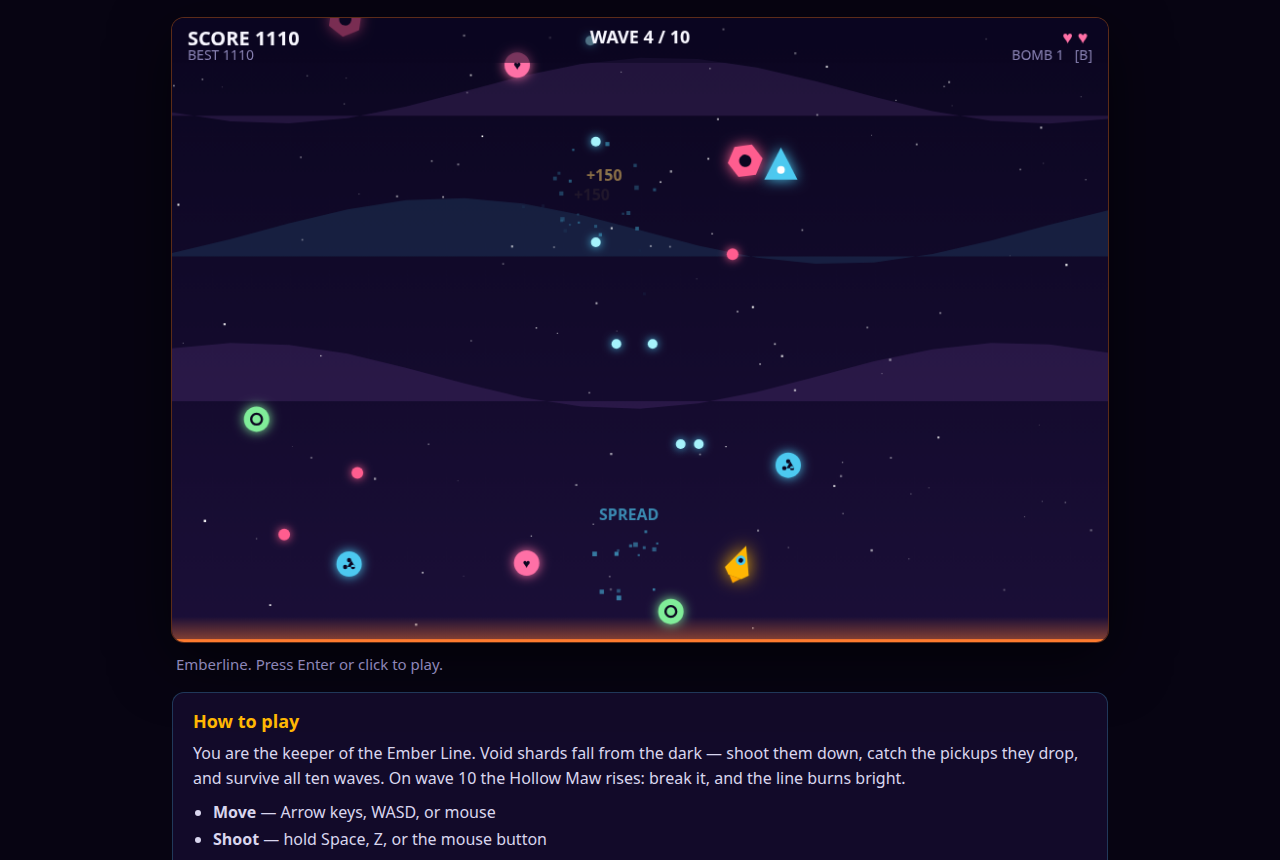 SCORE 1110
WAVE 4 / 10
♥ ♥
BEST 1110
BOMB 1 [B]
+150
+150
SPREAD
Emberline. Press Enter or click to play.
How to play
You are the keeper of the Ember Line. Void shards fall from the dark — shoot them down, catch the pickups they drop,
and survive all ten waves. On wave 10 the Hollow Maw rises: break it, and the line burns bright.
• Move — Arrow keys, WASD, or mouse
• Shoot — hold Space, Z, or the mouse button